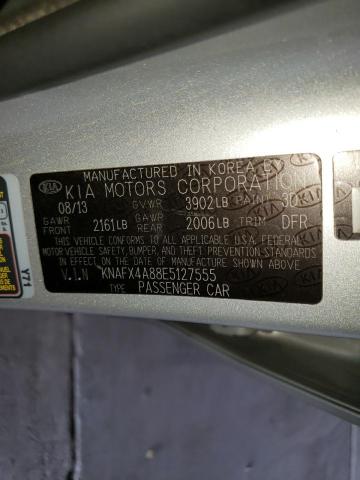 MANUFACTURED IN KOREA BY
KIA KIA MOTORS CORPORATION
08/13 GVWR 3902LB PAINT 3D
GAWR FRONT 2161LB GAWR REAR 2006LB TRIM DFR
THIS VEHICLE CONFORMS TO ALL APPLICABLE U.S. FEDERAL
MOTOR VEHICLE SAFETY, BUMPER, AND THEFT PREVENTION STANDARDS
IN EFFECT ON THE DATE OF MANUFACTURE SHOWN ABOVE
V.I.N KNAFX4A88E5127555
TYPE PASSENGER CAR
Y71